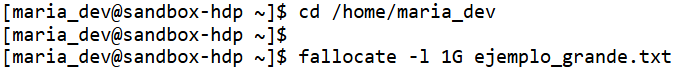 [maria_dev@sandbox-hdp ~]$ cd /home/maria_dev
[maria_dev@sandbox-hdp ~]$
[maria_dev@sandbox-hdp ~]$ fallocate -l 1G ejemplo_grande.txt